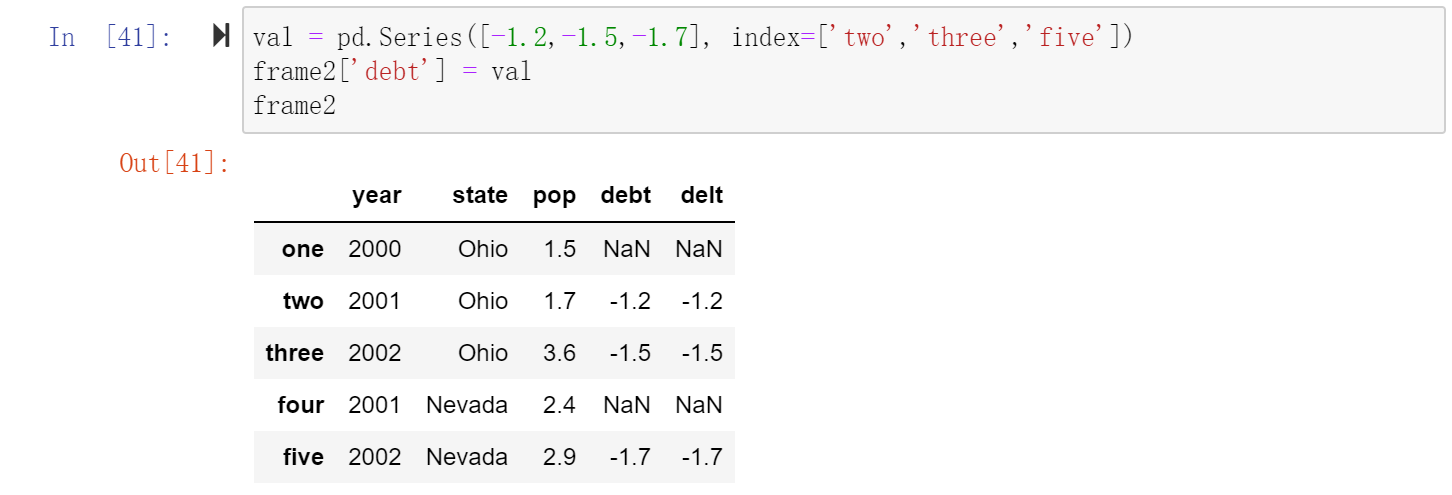 In [41]:
val = pd.Series([-1.2,-1.5,-1.7], index=['two','three','five'])
frame2['debt'] = val
frame2
Out[41]:
year state pop debt delt
one 2000 Ohio 1.5 NaN NaN
two 2001 Ohio 1.7 -1.2 -1.2
three 2002 Ohio 3.6 -1.5 -1.5
four 2001 Nevada 2.4 NaN NaN
five 2002 Nevada 2.9 -1.7 -1.7